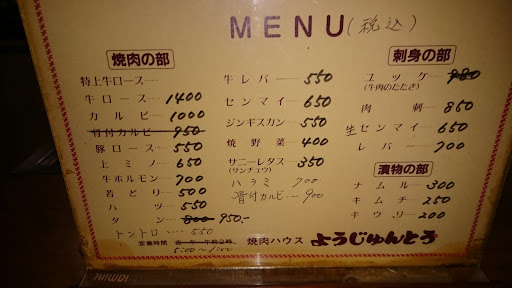 MENU(税込)
焼肉の部
特上牛ロース……
牛ロース…1400
カルビ…1000
骨付カルビ…950
豚ロース…550
上ミノ…650
牛ホルモン…700
若どり…500
ハツ…550
タン…800 950-
トントロ…550
営業時間
5:00~1:00
牛レバー…550
センマイ…650
ジンギスカン…550
焼野菜…400
サニーレタス…350
(サンチュウ)
ハラミ 700
骨付カルビ-900
刺身の部
ユッケ…980
(牛肉のたたき)
肉刺…850
生センマイ…650
レバー…700
漬物の部
ナムル…300
キムチ…250
キウリ…200
焼肉ハウス ようじゅんとう